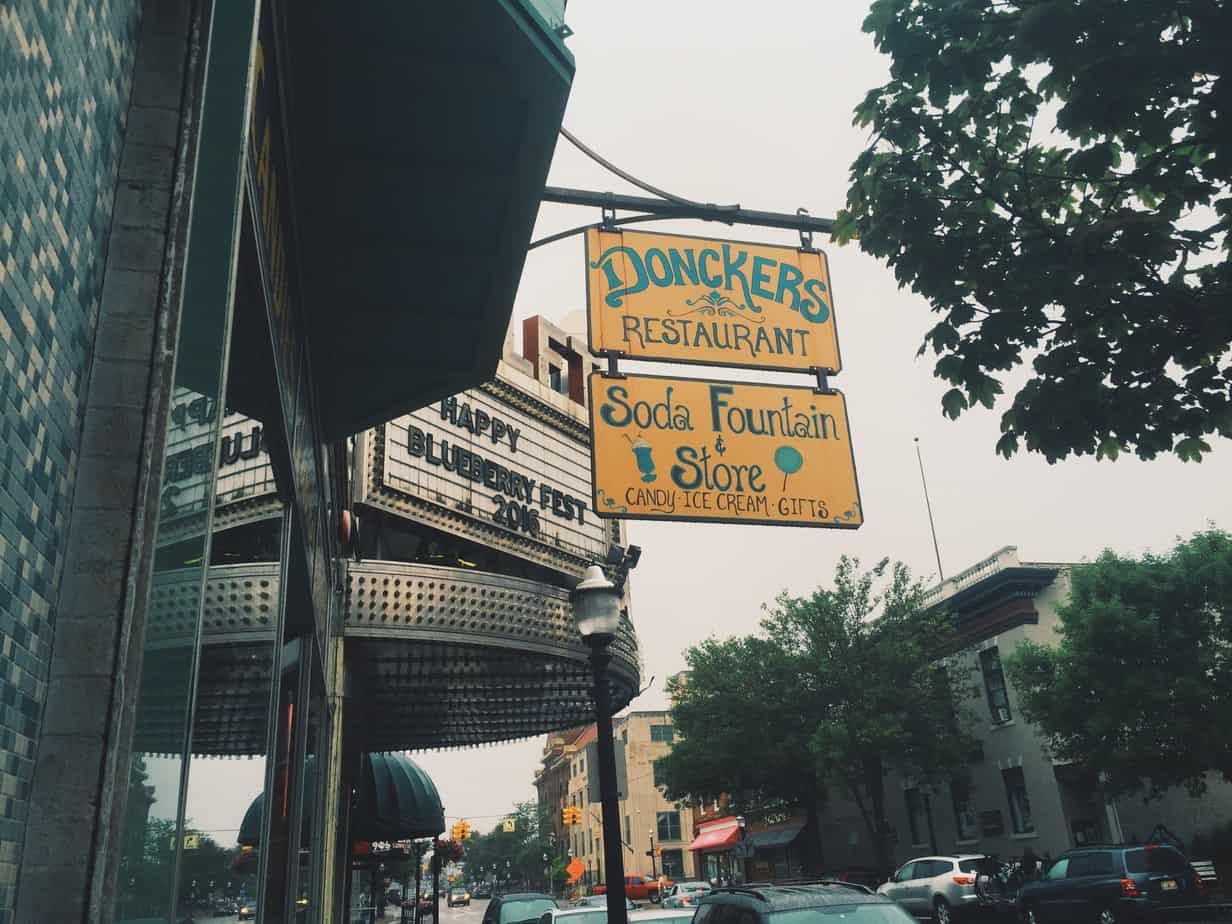 DONCKERS
RESTAURANT
Soda Fountain
&
Store
CANDY · ICE CREAM · GIFTS
HAPPY
BLUEBERRY FEST
2016